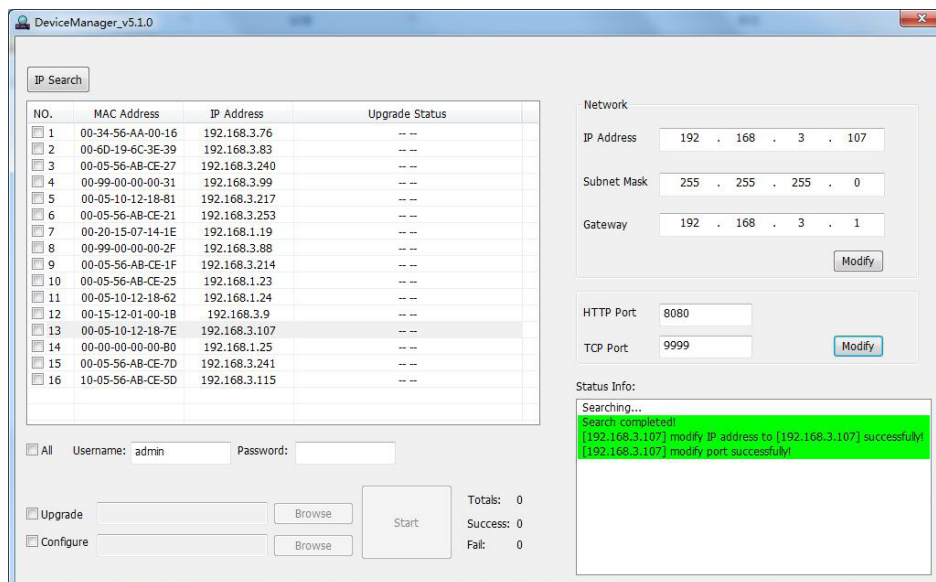 DeviceManager_v5.1.0
IP Search
NO. MAC Address IP Address Upgrade Status
1 00-34-56-AA-00-16 192.168.3.76 -- --
2 00-6D-19-6C-3E-39 192.168.3.83 -- --
3 00-05-56-AB-CE-27 192.168.3.240 -- --
4 00-99-00-00-00-31 192.168.3.99 -- --
5 00-05-10-12-18-81 192.168.3.217 -- --
6 00-05-56-AB-CE-21 192.168.3.253 -- --
7 00-20-15-07-14-1E 192.168.1.19 -- --
8 00-99-00-00-00-2F 192.168.3.88 -- --
9 00-05-56-AB-CE-1F 192.168.3.214 -- --
10 00-05-56-AB-CE-25 192.168.1.23 -- --
11 00-05-10-12-18-62 192.168.1.24 -- --
12 00-15-12-01-00-1B 192.168.3.9 -- --
13 00-05-10-12-18-7E 192.168.3.107 -- --
14 00-00-00-00-00-B0 192.168.1.25 -- --
15 00-05-56-AB-CE-7D 192.168.3.241 -- --
16 10-05-56-AB-CE-5D 192.168.3.115 -- --
All Username: admin Password:
Upgrade Browse
Configure Browse
Start
Totals: 0
Success: 0
Fail: 0
Network
IP Address 192 . 168 . 3 . 107
Subnet Mask 255 . 255 . 255 . 0
Gateway 192 . 168 . 3 . 1
Modify
HTTP Port 8080
TCP Port 9999 Modify
Status Info:
Searching...
Search completed!
[192.168.3.107] modify IP address to [192.168.3.107] successfully!
[192.168.3.107] modify port successfully!